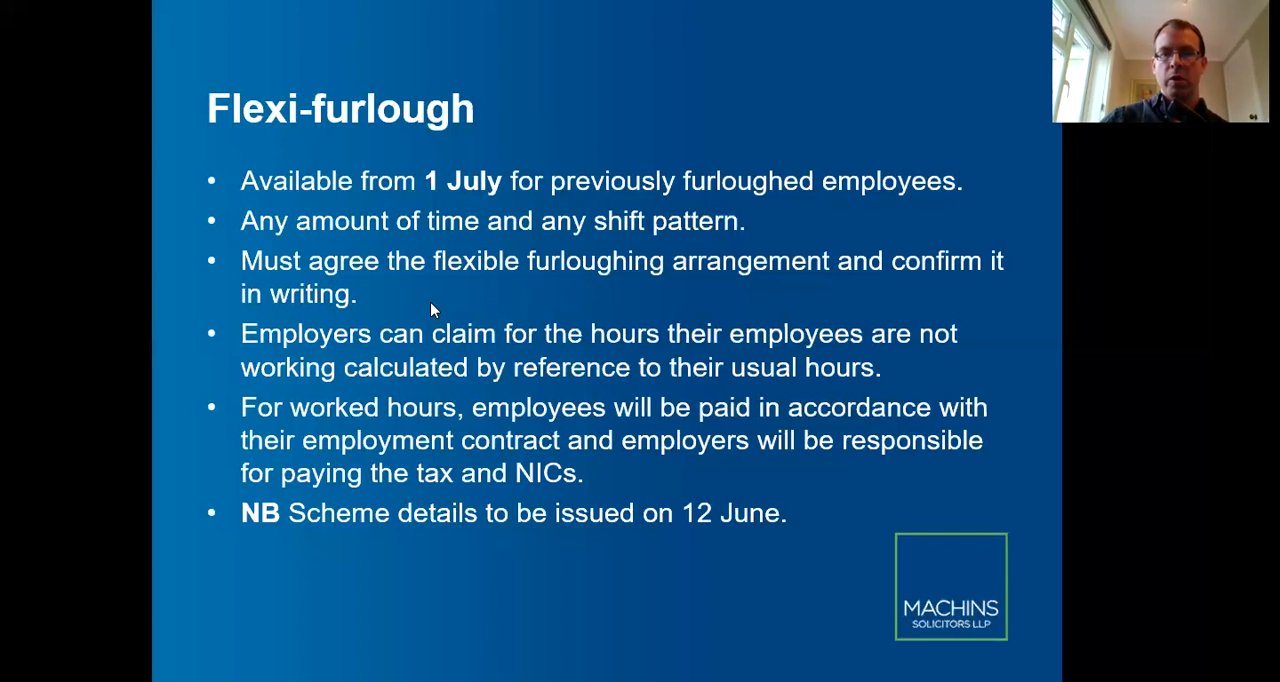 Flexi-furlough
• Available from 1 July for previously furloughed employees.
• Any amount of time and any shift pattern.
• Must agree the flexible furloughing arrangement and confirm it
in writing.
• Employers can claim for the hours their employees are not
working calculated by reference to their usual hours.
• For worked hours, employees will be paid in accordance with
their employment contract and employers will be responsible
for paying the tax and NICs.
• NB Scheme details to be issued on 12 June.
MACHINS
SOLICITORS LLP